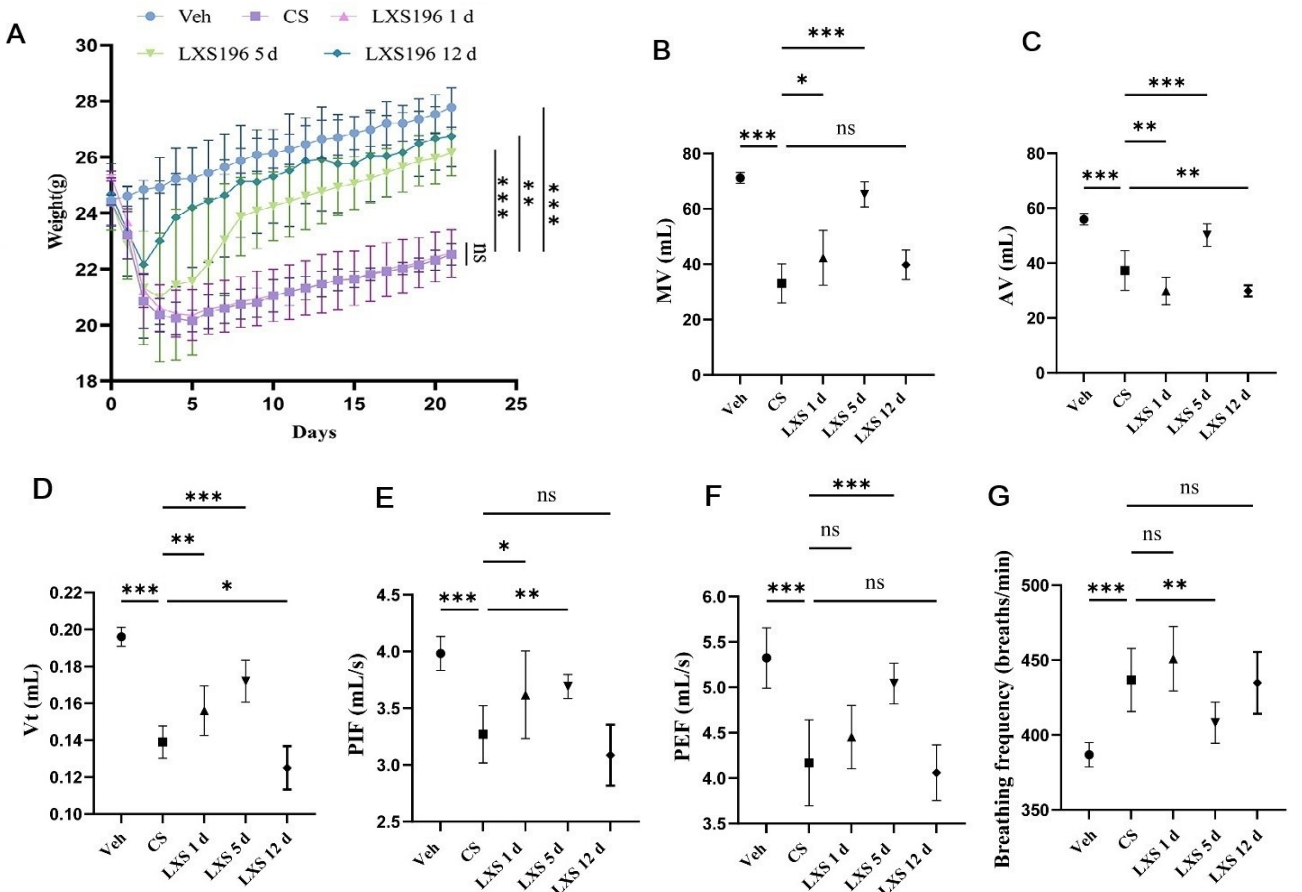 A
Veh CS LXS196 1 d
LXS196 5 d LXS196 12 d
Weight(g)
30
28
26
24
22
20
18
0 5 10 15 20 25
Days
ns
***
**
***
B
***
*
*** ns
MV (mL)
80
60
40
20
0
Veh CS LXS 1 d LXS 5 d LXS 12 d
C
***
**
*** **
AV (mL)
80
60
40
20
0
Veh CS LXS 1 d LXS 5 d LXS 12 d
D
***
**
*** *
Vt (mL)
0.22
0.20
0.18
0.16
0.14
0.12
0.10
Veh CS LXS 1 d LXS 5 d LXS 12 d
E
ns
*
*** **
PIF (mL/s)
4.5
4.0
3.5
3.0
2.5
Veh CS LXS 1 d LXS 5 d LXS 12 d
F
***
ns
*** ns
PEF (mL/s)
6.0
5.5
5.0
4.5
4.0
3.5
Veh CS LXS 1 d LXS 5 d LXS 12 d
G
ns
ns
*** **
Breathing frequency (breaths/min)
500
450
400
350
Veh CS LXS 1 d LXS 5 d LXS 12 d